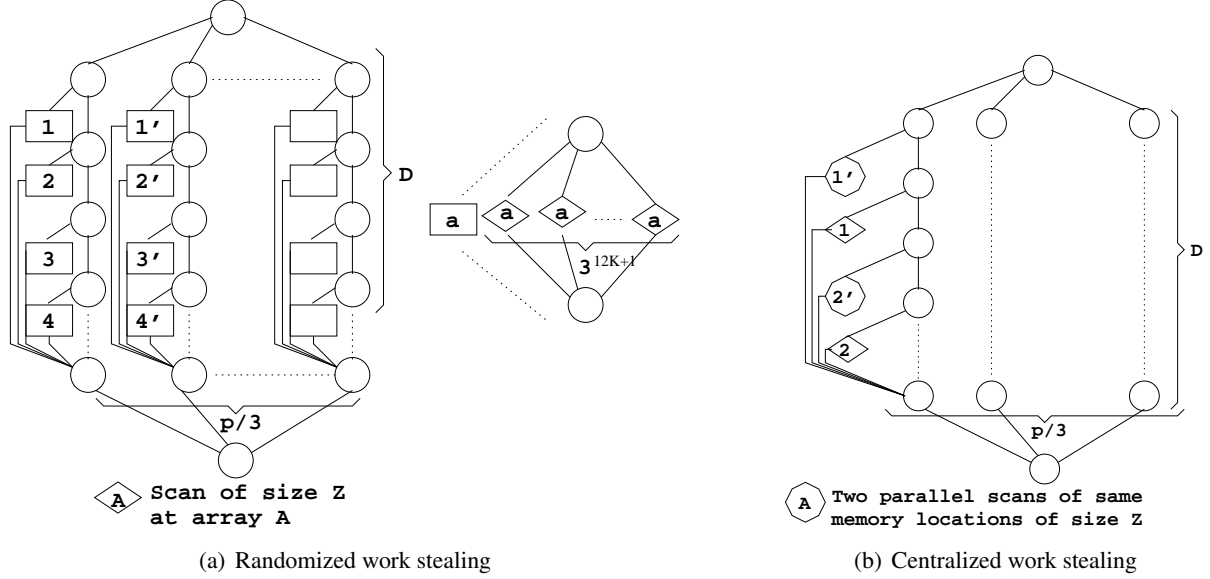 1
1'
2
2'
3
3'
4
4'
D
p/3
A
Scan of size Z
at array A
a
a
a
a
3 12K+1
(a) Randomized work stealing
1'
1
2'
2
D
p/3
A
Two parallel scans of same
memory locations of size Z
(b) Centralized work stealing